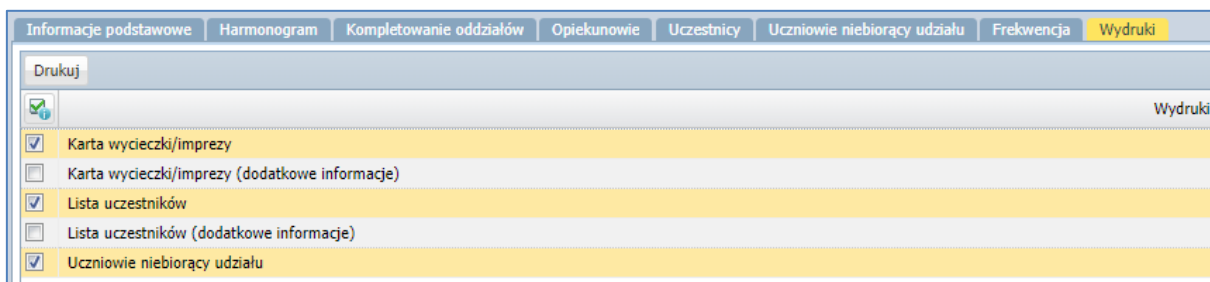 Informacje podstawowe Harmonogram Kompletowanie oddziałów Opiekunowie Uczestnicy Uczniowie niebiorący udziału Frekwencja Wydruki
Drukuj
Wydruki
Karta wycieczki/imprezy
Karta wycieczki/imprezy (dodatkowe informacje)
Lista uczestników
Lista uczestników (dodatkowe informacje)
Uczniowie niebiorący udziału